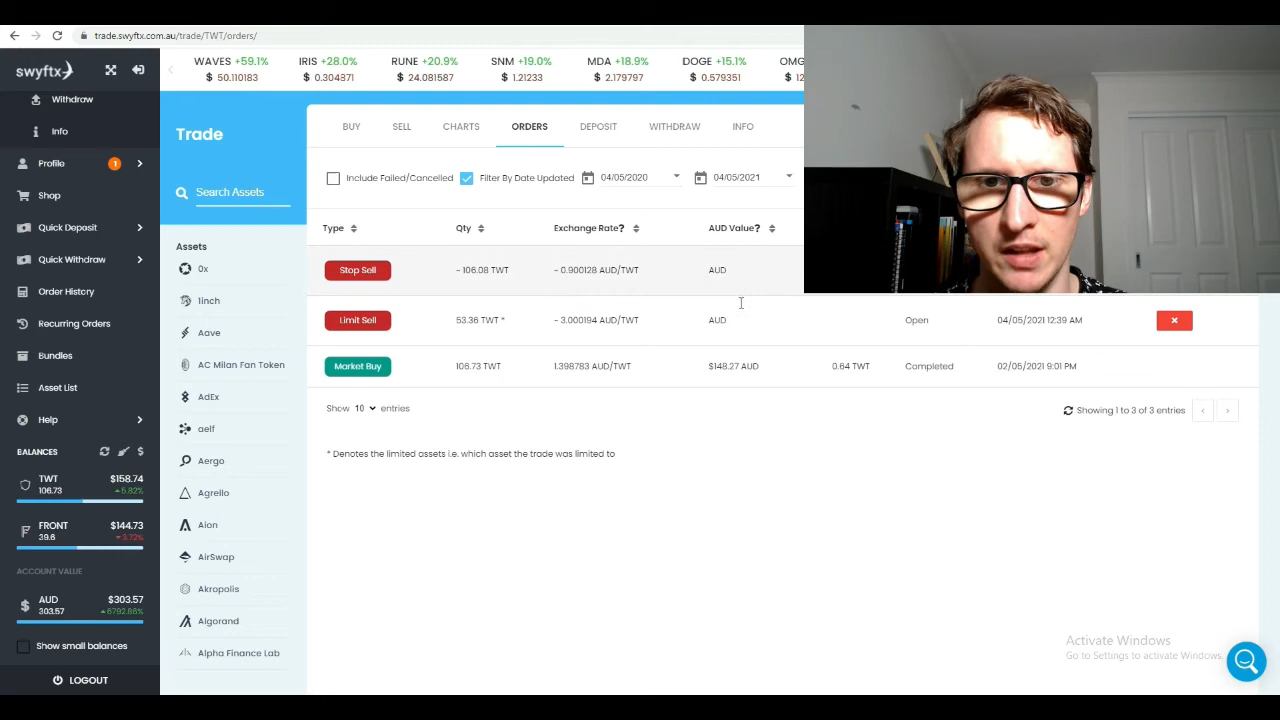 trade.swyftx.com.au/trade/TWT/orders/
swyftx
WAVES +59.1% IRIS +28.0% RUNE +20.9% SNM +19.0% MDA +18.9% DOGE +15.1% OMG
$ 50.110183 $ 0.304871 $ 24.081587 $ 1.21233 $ 2.179797 $ 0.579351 $ 12
Withdraw
Info
Profile 1
Shop
Quick Deposit
Quick Withdraw
Order History
Recurring Orders
Bundles
Asset List
Help
BALANCES $
TWT $158.74
106.73 5.82%
FRONT $144.73
39.6 3.72%
ACCOUNT VALUE
AUD $303.57
303.57 6792.86%
Show small balances
LOGOUT
Trade
Search Assets
Assets
0x
1inch
Aave
AC Milan Fan Token
AdEx
aelf
Aergo
Agrello
Aion
AirSwap
Akropolis
Algorand
Alpha Finance Lab
BUY SELL CHARTS ORDERS DEPOSIT WITHDRAW INFO
Include Failed/Cancelled Filter By Date Updated 04/05/2020 04/05/2021
Type Qty Exchange Rate? AUD Value?
Stop Sell ~ 106.08 TWT ~ 0.900128 AUD/TWT AUD
Limit Sell 53.36 TWT * ~ 3.000194 AUD/TWT AUD Open 04/05/2021 12:39 AM
Market Buy 106.73 TWT 1.398783 AUD/TWT $148.27 AUD 0.64 TWT Completed 02/05/2021 9:01 PM
Show 10 entries Showing 1 to 3 of 3 entries
* Denotes the limited assets i.e. which asset the trade was limited to
Activate Windows
Go to Settings to activate Windows.